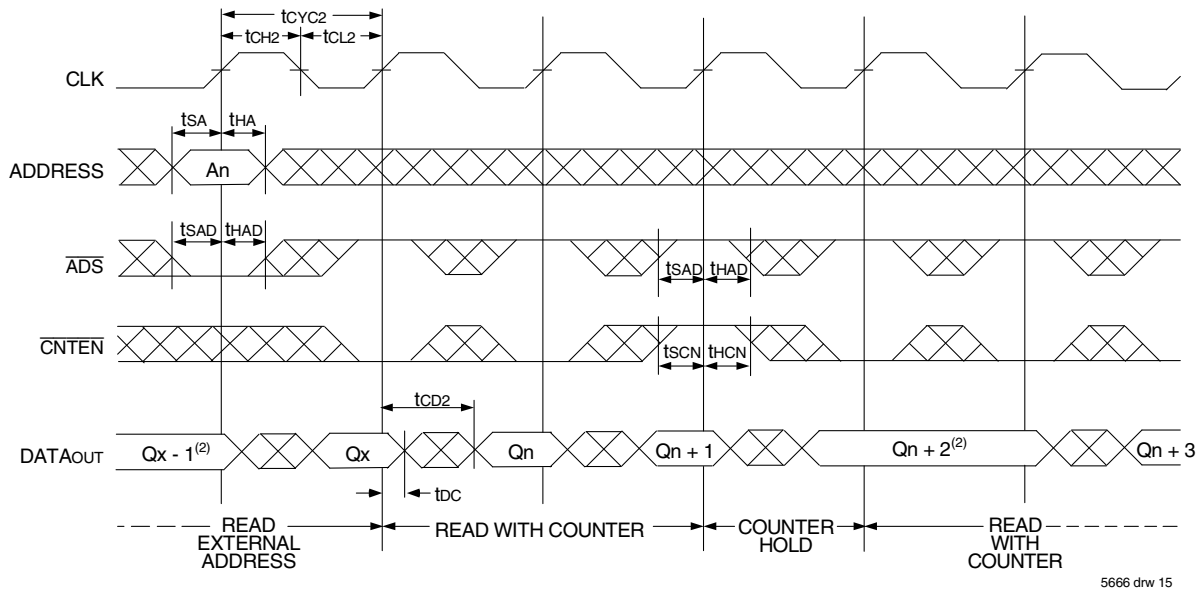 tCYC2
tCH2 tCL2
CLK
tSA tHA
ADDRESS An
tSAD tHAD
ADS tSAD tHAD
CNTEN
tSCN tHCN
tCD2
DATAOUT Qx - 1(2) Qx Qn Qn + 1 Qn + 2(2) Qn + 3
tDC
READ EXTERNAL ADDRESS
READ WITH COUNTER
COUNTER HOLD
READ WITH COUNTER
5666 drw 15